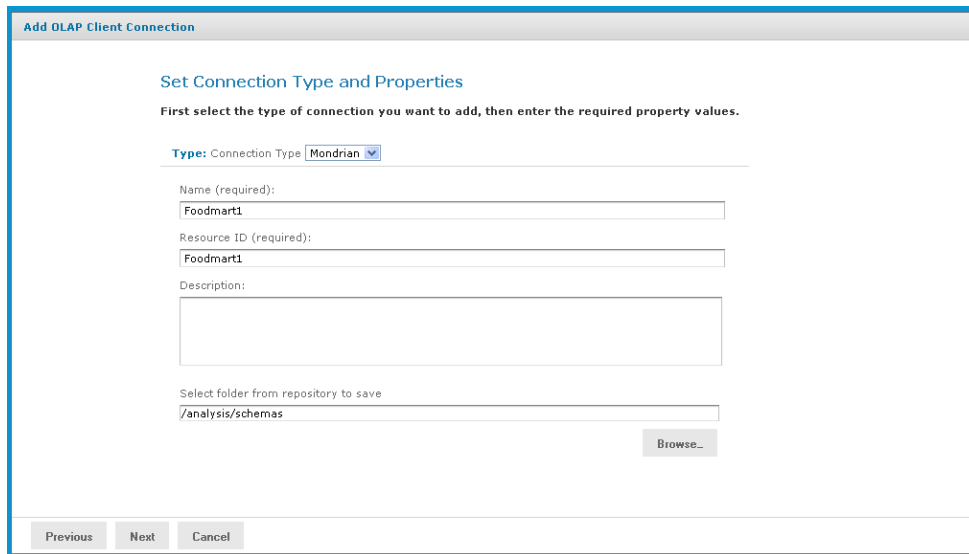 Add OLAP Client Connection
Set Connection Type and Properties
First select the type of connection you want to add, then enter the required property values.
Type: Connection Type Mondrian
Name (required):
Foodmart1
Resource ID (required):
Foodmart1
Description:
Select folder from repository to save
/analysis/schemas
Browse...
Previous Next Cancel